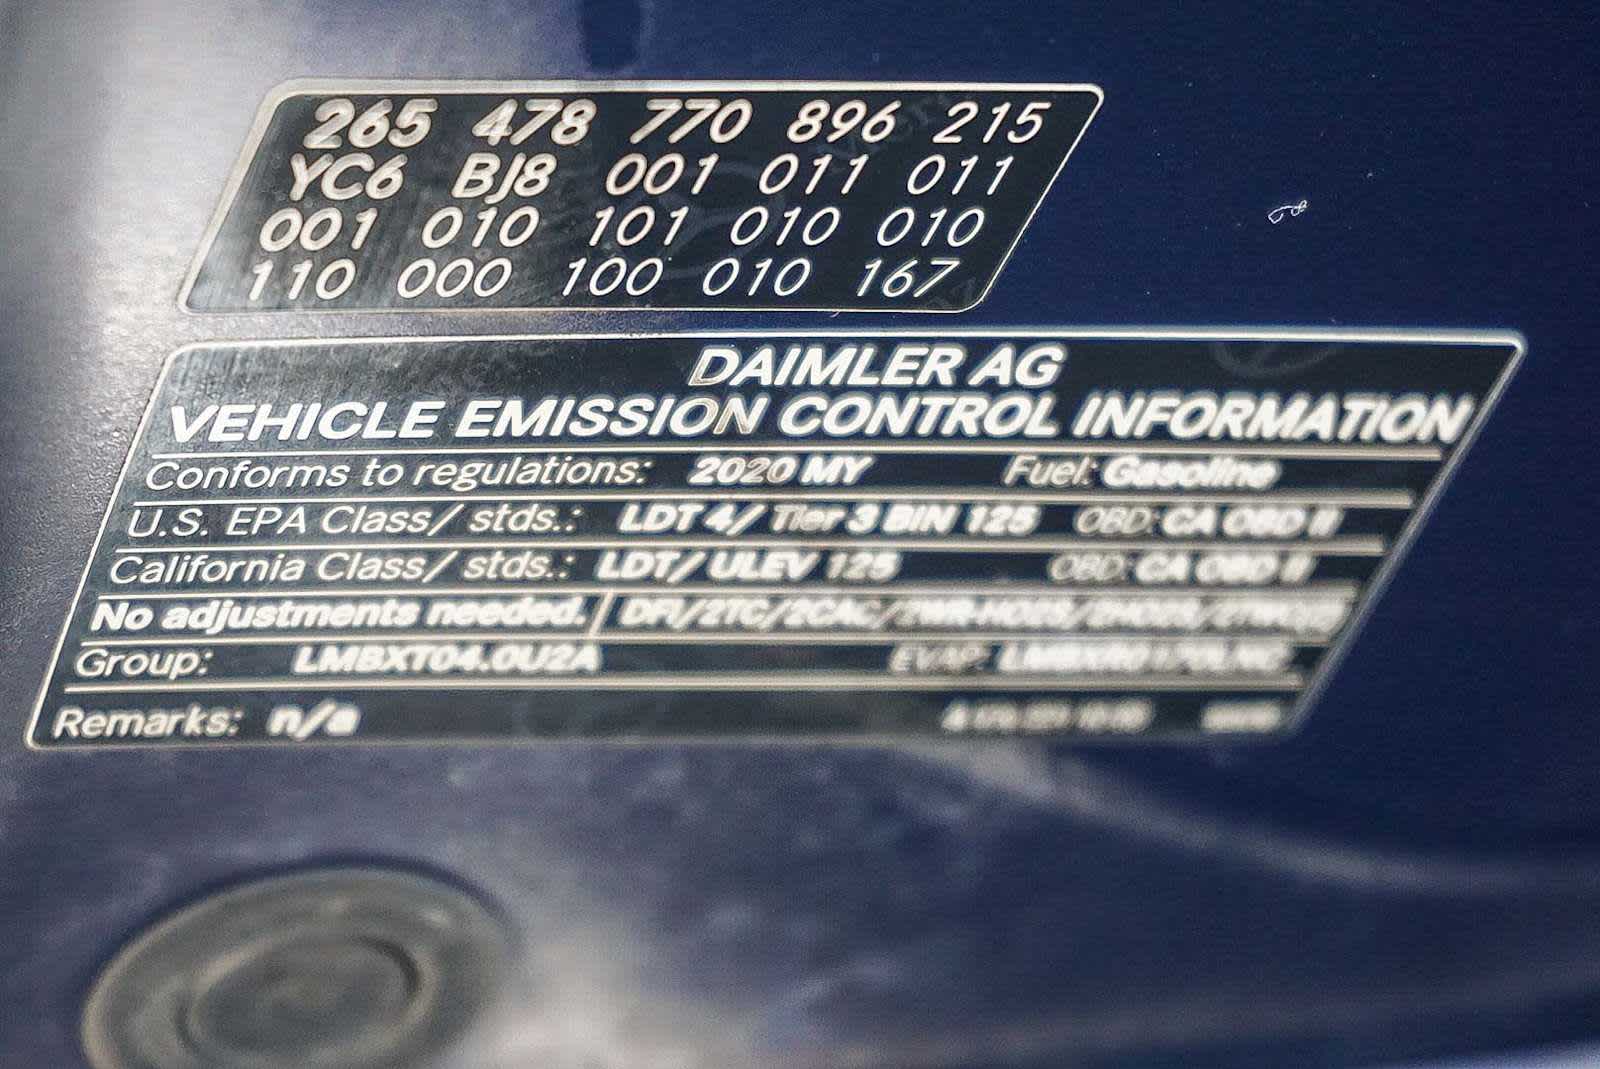 265 478 770 896 215
YC6 BJ8 001 011 011
001 010 101 010 010
110 000 100 010 167
DAIMLER AG
VEHICLE EMISSION CONTROL INFORMATION
Conforms to regulations: 2020 MY Fuel: Gasoline
U.S. EPA Class/ stds.: LDT 4/ Tier 3 BIN 125 OBD: CA OBD II
California Class/ stds.: LDT/ ULEV 125 OBD: CA OBD II
No adjustments needed. DFI/2TC/2CAC/
Group: LMBXT04.0U2A EVAP:
Remarks: n/a